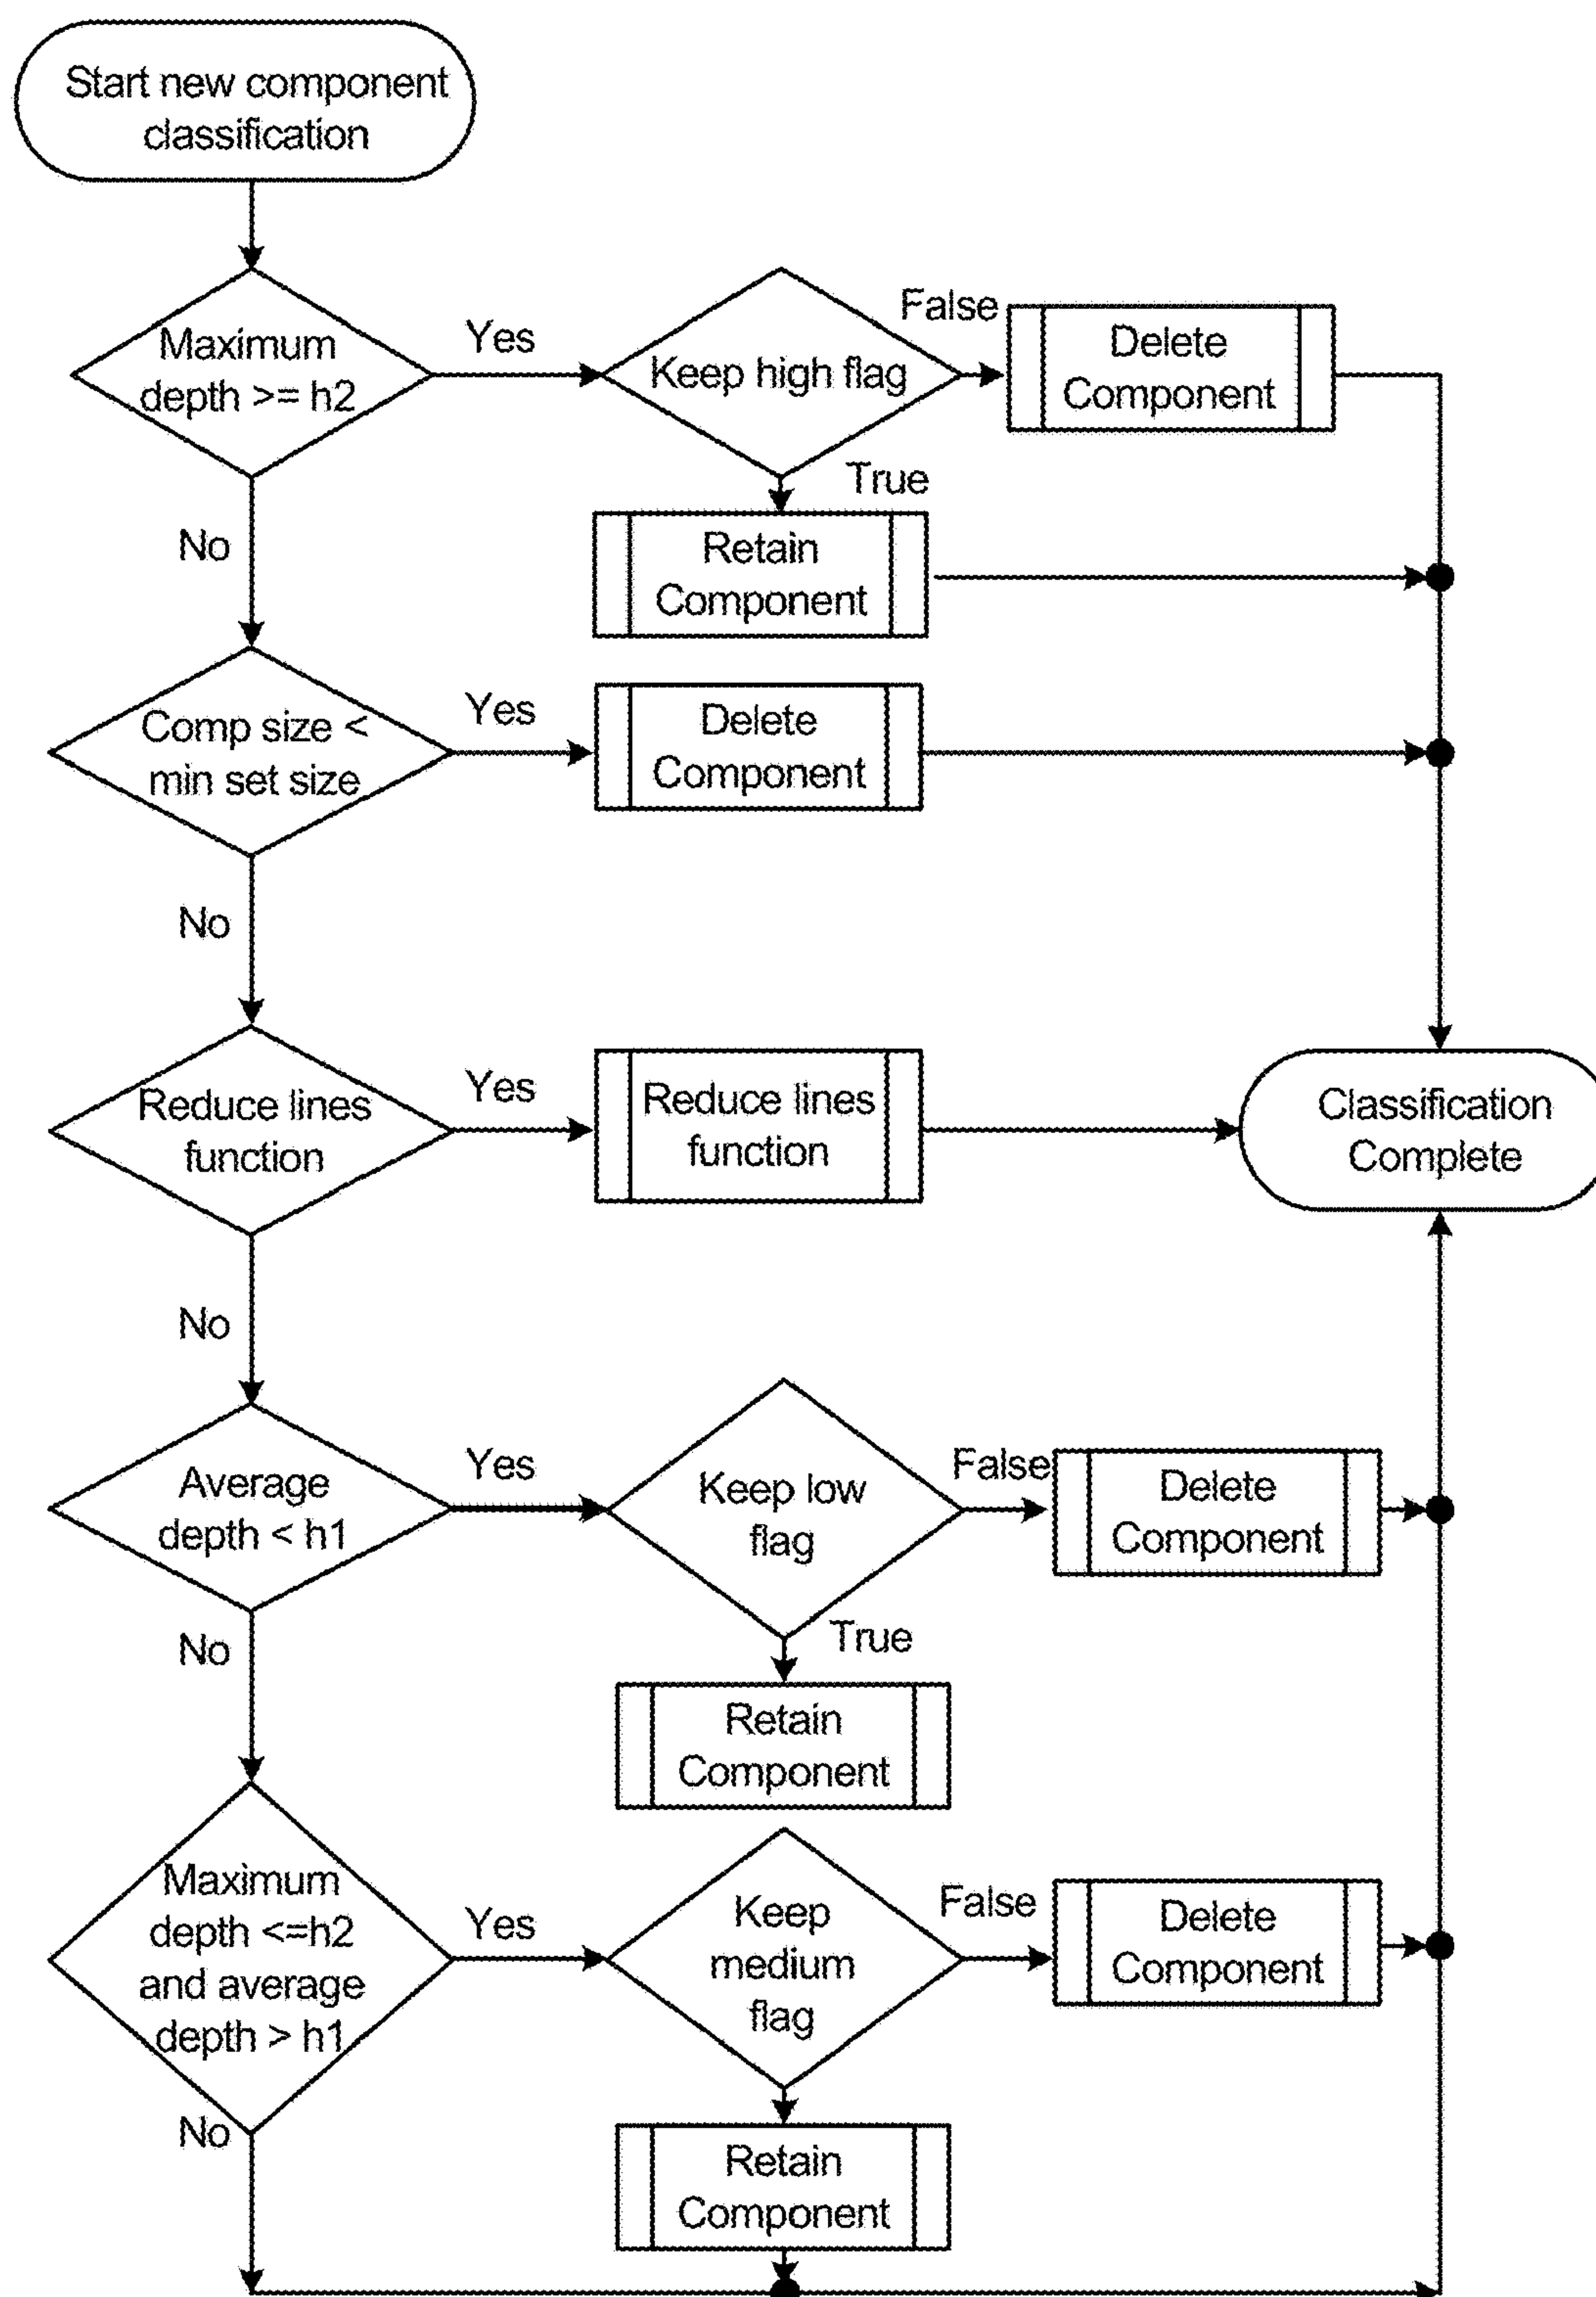 Start new component
classification
Maximum
depth >= h2
Yes
Keep high flag
False
Delete
Component
True
No
Retain
Component
Comp size <
min set size
Yes
Delete
Component
No
Reduce lines
function
Yes
Reduce lines
function
Classification
Complete
No
Average
depth < h1
Yes
Keep low
flag
False
Delete
Component
True
No
Retain
Component
Maximum
depth <=h2
and average
depth > h1
Yes
Keep
medium
flag
False
Delete
Component
No
Retain
Component